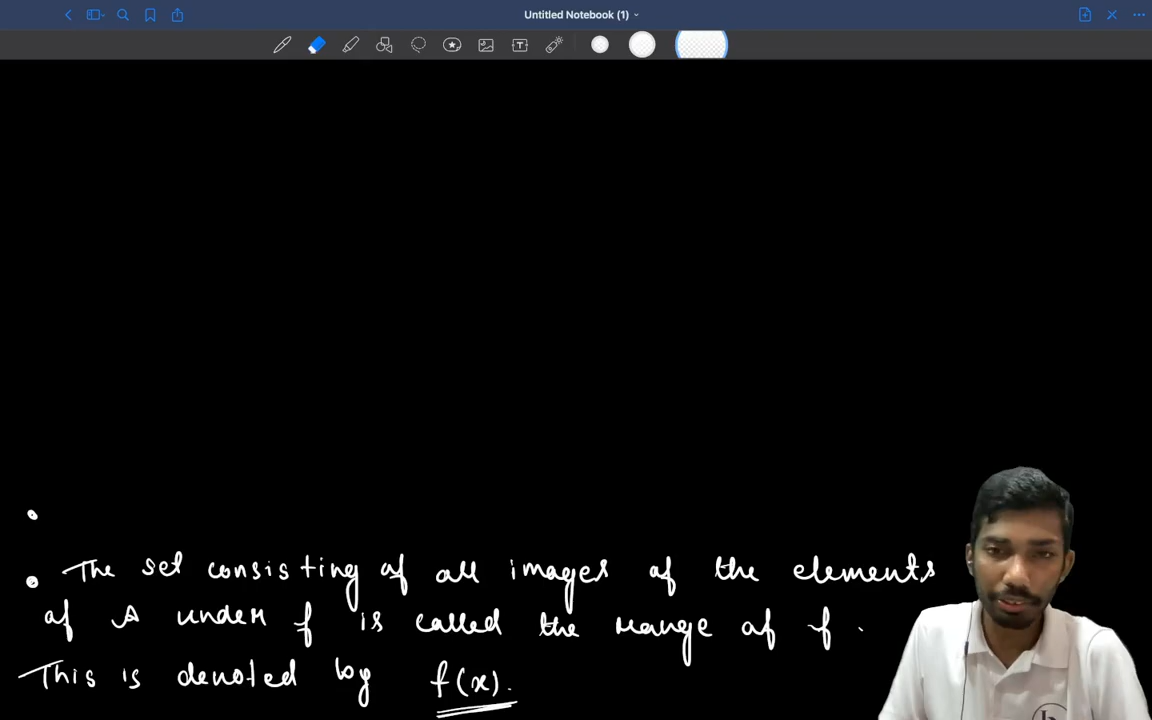 Untitled Notebook (1)
• The set consisting of all images of the elements
of A under f is called the range of f.
This is denoted by f(x).